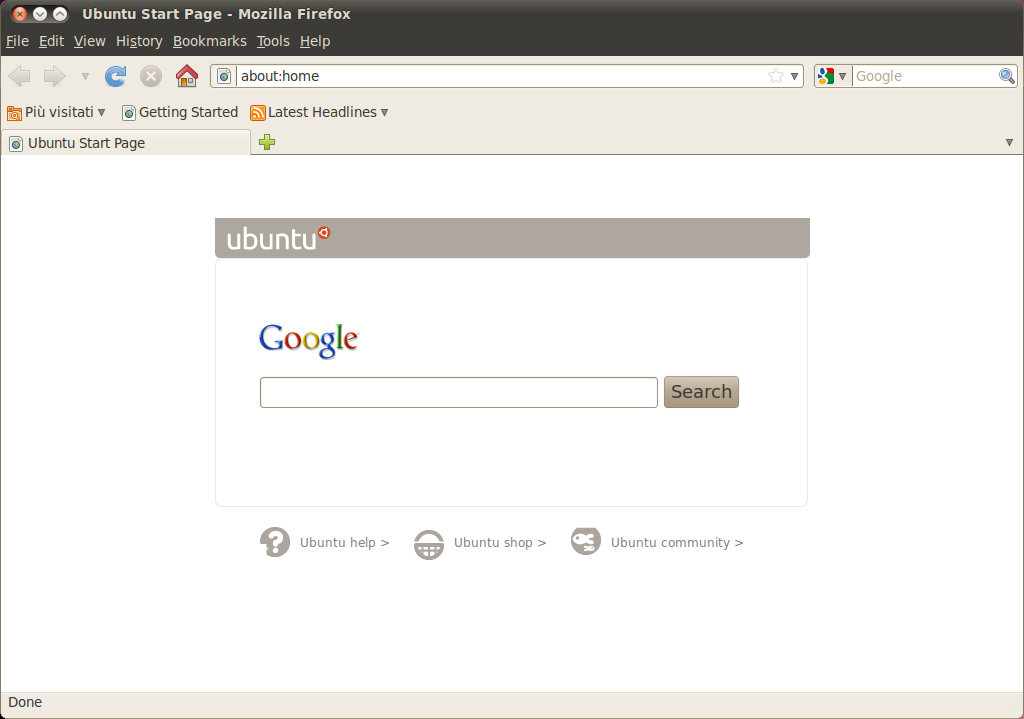 Ubuntu Start Page - Mozilla Firefox
File Edit View History Bookmarks Tools Help
about:home Google
Più visitati Getting Started Latest Headlines
Ubuntu Start Page
ubuntu
Google
Search
Ubuntu help > Ubuntu shop > Ubuntu community >
Done